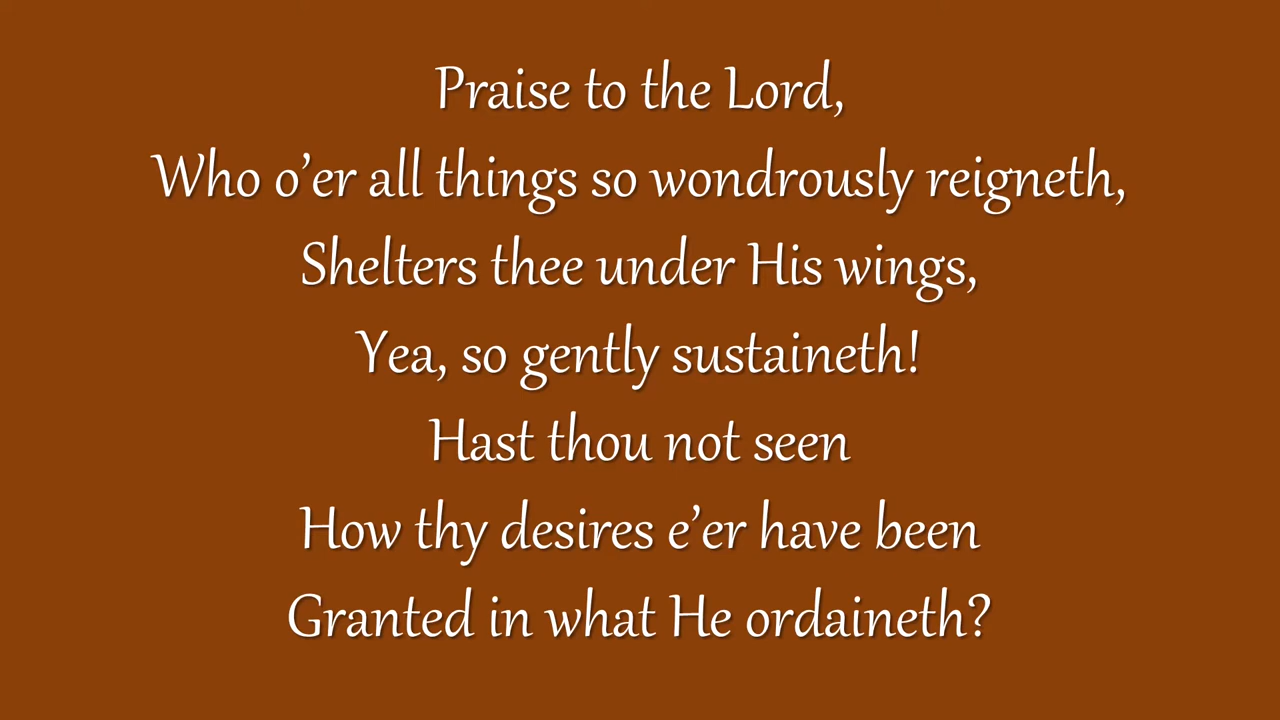 Praise to the Lord,
Who o’er all things so wondrously reigneth,
Shelters thee under His wings,
Yea, so gently sustaineth!
Hast thou not seen
How thy desires e’er have been
Granted in what He ordaineth?